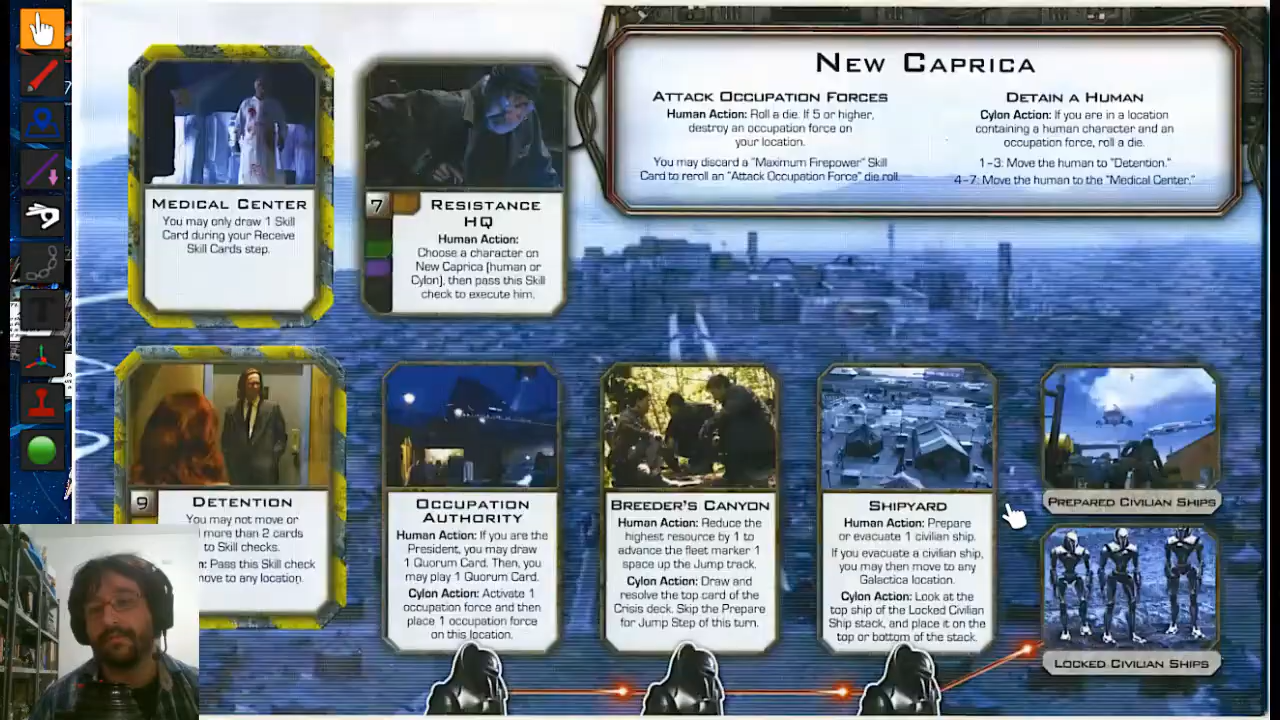 NEW CAPRICA
ATTACK OCCUPATION FORCES
Human Action: Roll a die. If 5 or higher,
destroy an occupation force on
your location.
You may discard a "Maximum Firepower" Skill
Card to reroll an "Attack Occupation Force" die roll.
DETAIN A HUMAN
Cylon Action: If you are in a location
containing a human character and an
occupation force, roll a die.
1-3: Move the human to "Detention."
4-7: Move the human to the "Medical Center."
MEDICAL CENTER
You may only draw 1 Skill
Card during your Receive
Skill Cards step.
7
RESISTANCE
HQ
Human Action:
Choose a character on
New Caprica (human or
Cylon), then pass this Skill
check to execute him.
9
DETENTION
You may not move or
more than 2 cards
to Skill checks.
Pass this Skill check
move to any location.
OCCUPATION
AUTHORITY
Human Action: If you are the
President, you may draw
1 Quorum Card. Then, you
may play 1 Quorum Card.
Cylon Action: Activate 1
occupation force and then
place 1 occupation force
on this location.
BREEDER'S CANYON
Human Action: Reduce the
highest resource by 1 to
advance the fleet marker 1
space up the Jump track.
Cylon Action: Draw and
resolve the top card of the
Crisis deck. Skip the Prepare
for Jump Step of this turn.
SHIPYARD
Human Action: Prepare
or evacuate 1 civilian ship.
If you evacuate a civilian ship,
you may then move to any
Galactica location.
Cylon Action: Look at the
top ship of the Locked Civilian
Ship stack, and place it on the
top or bottom of the stack.
PREPARED CIVILIAN SHIPS
LOCKED CIVILIAN SHIPS